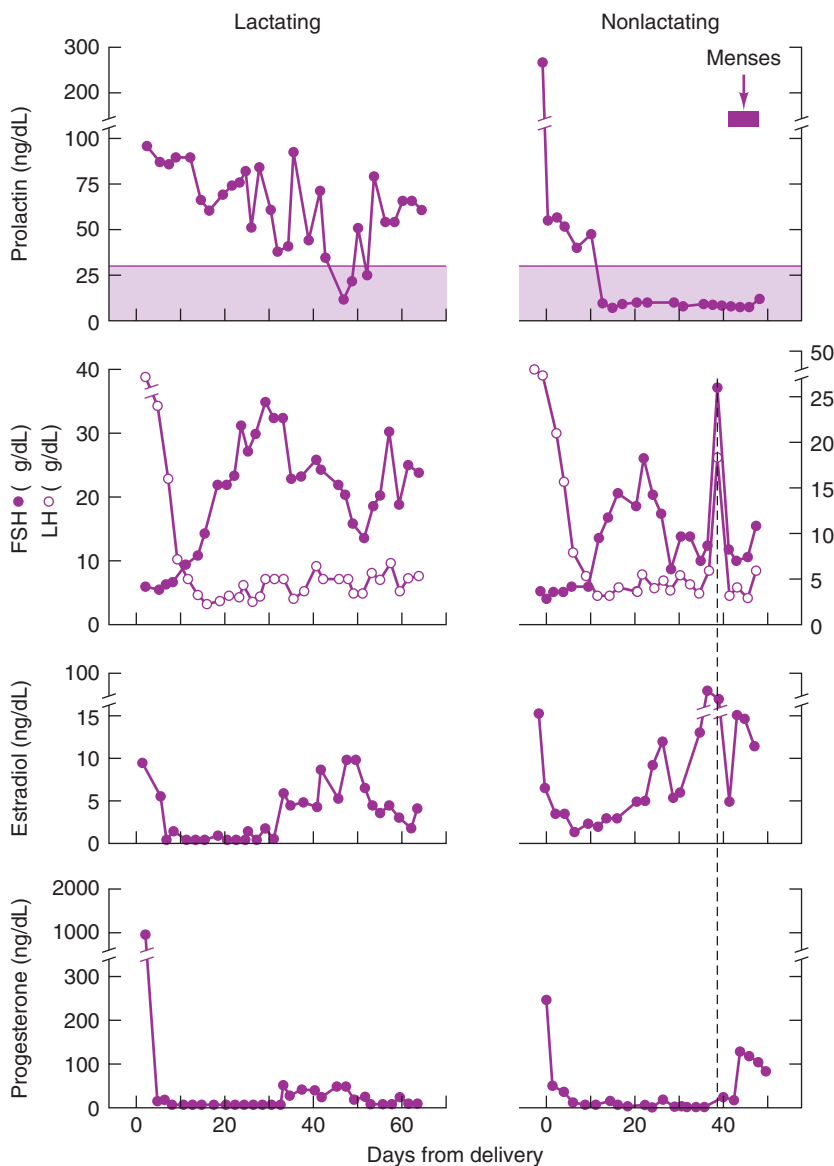 Lactating
Nonlactating
Prolactin (ng/dL)
300
200
100
75
50
25
0
Menses
FSH ( g/dL)
LH ( g/dL)
40
30
20
10
0
50
25
20
15
10
5
0
Estradiol (ng/dL)
100
15
10
5
0
Progesterone (ng/dL)
2000
1000
300
200
100
0
0 20 40 60
0 20 40
Days from delivery